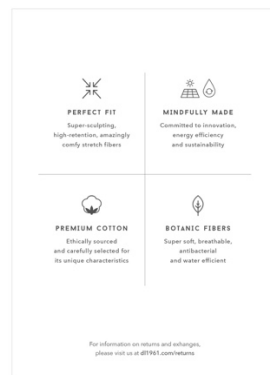 PERFECT FIT
Super-sculpting,
high-retention, amazingly
comfy stretch fibers
MINDFULLY MADE
Committed to innovation,
energy efficiency
and sustainability
PREMIUM COTTON
Ethically sourced
and carefully selected for
its unique characteristics
BOTANIC FIBERS
Super soft, breathable,
antibacterial
and water efficient
For information on returns and exhanges,
please visit us at dl1961.com/returns